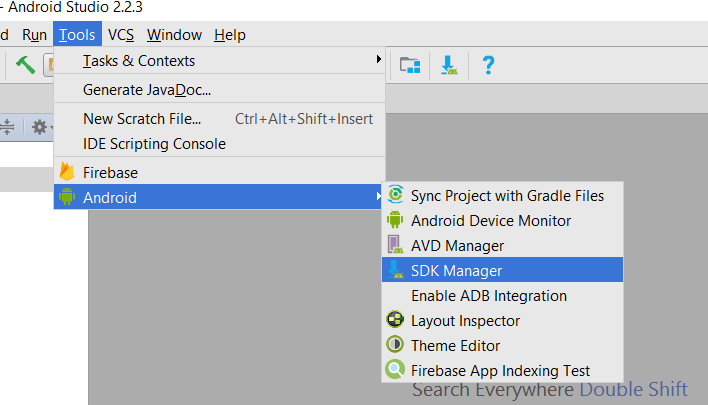 - Android Studio 2.2.3
d Run Tools VCS Window Help
Tasks & Contexts
Generate JavaDoc...
New Scratch File... Ctrl+Alt+Shift+Insert
IDE Scripting Console
Firebase
Android
Sync Project with Gradle Files
Android Device Monitor
AVD Manager
SDK Manager
Enable ADB Integration
Layout Inspector
Theme Editor
Firebase App Indexing Test
Search Everywhere Double Shift